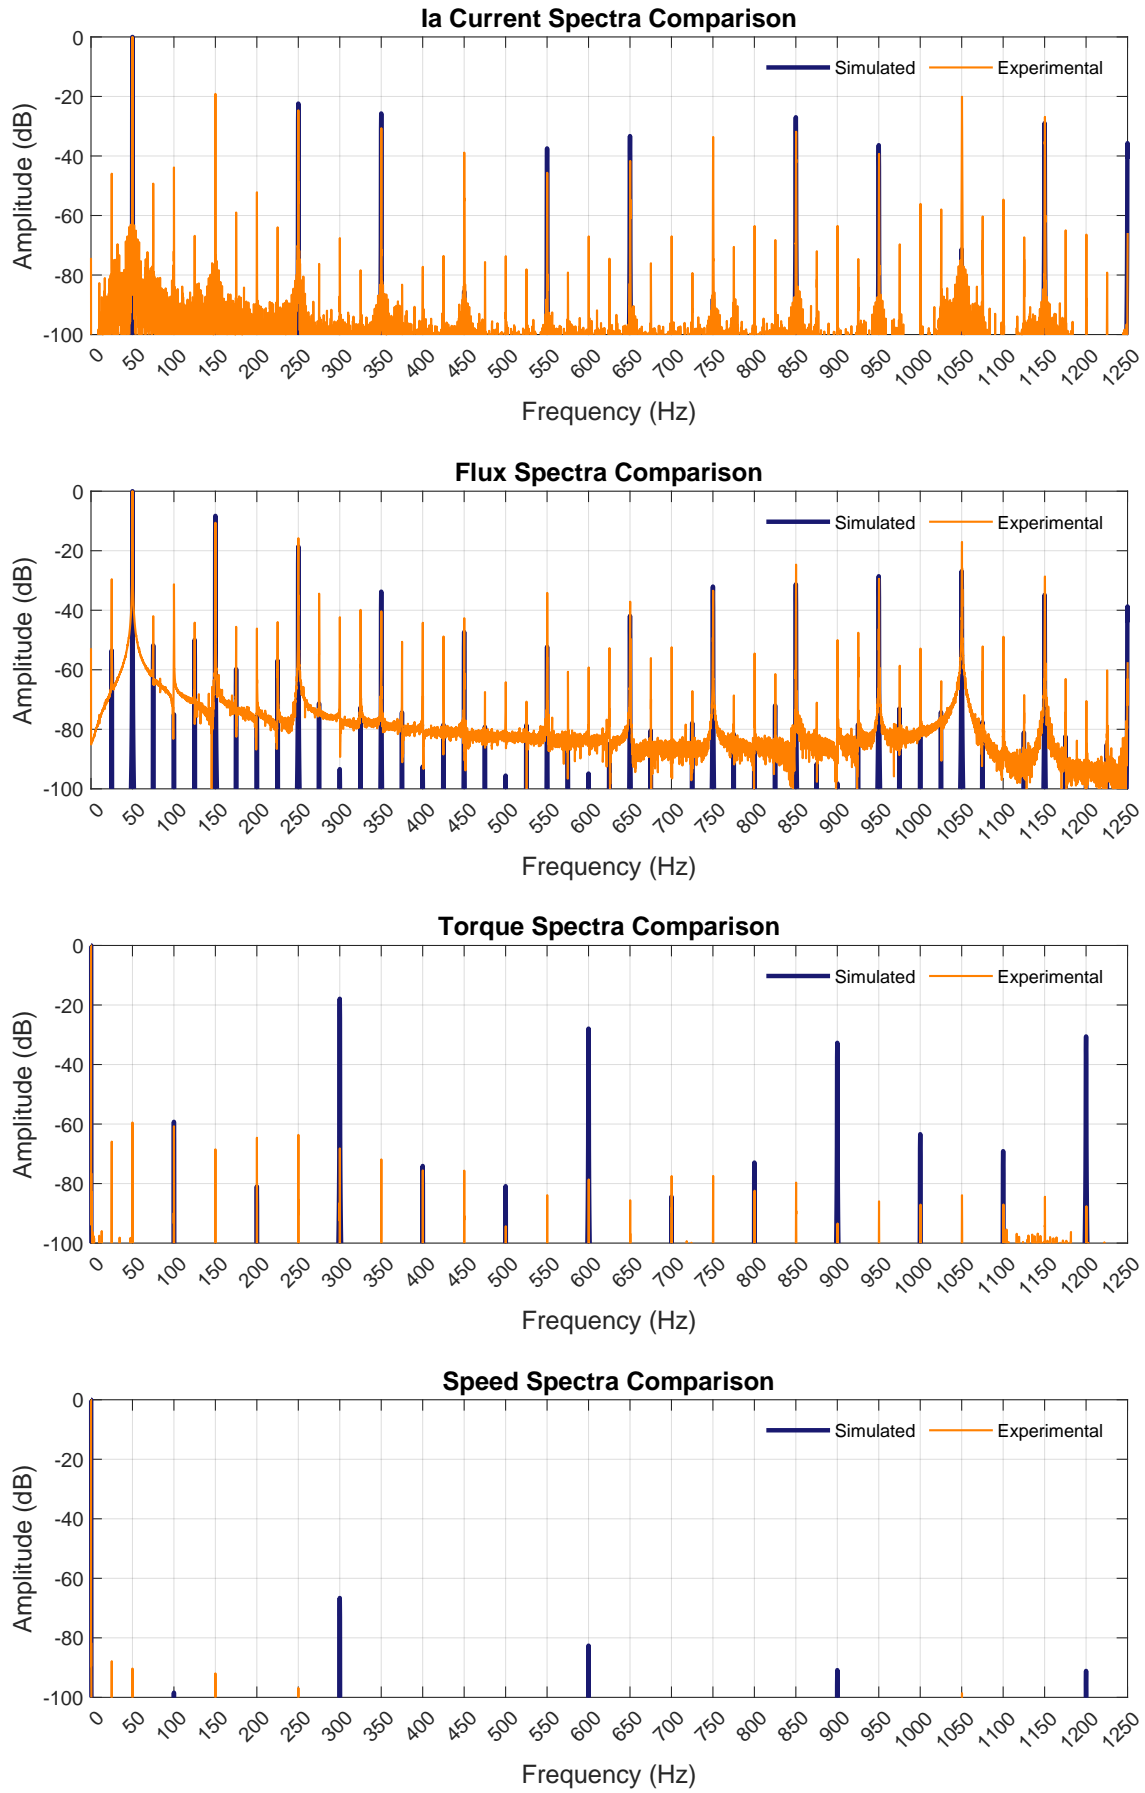 Ia Current Spectra Comparison
Simulated Experimental
Amplitude (dB)
0
-20
-40
-60
-80
-100
0 50 100 150 200 250 300 350 400 450 500 550 600 650 700 750 800 850 900 950 1000 1050 1100 1150 1200 1250
Frequency (Hz)
Flux Spectra Comparison
Simulated Experimental
Amplitude (dB)
0
-20
-40
-60
-80
-100
0 50 100 150 200 250 300 350 400 450 500 550 600 650 700 750 800 850 900 950 1000 1050 1100 1150 1200 1250
Frequency (Hz)
Torque Spectra Comparison
Simulated Experimental
Amplitude (dB)
0
-20
-40
-60
-80
-100
0 50 100 150 200 250 300 350 400 450 500 550 600 650 700 750 800 850 900 950 1000 1050 1100 1150 1200 1250
Frequency (Hz)
Speed Spectra Comparison
Simulated Experimental
Amplitude (dB)
0
-20
-40
-60
-80
-100
0 50 100 150 200 250 300 350 400 450 500 550 600 650 700 750 800 850 900 950 1000 1050 1100 1150 1200 1250
Frequency (Hz)